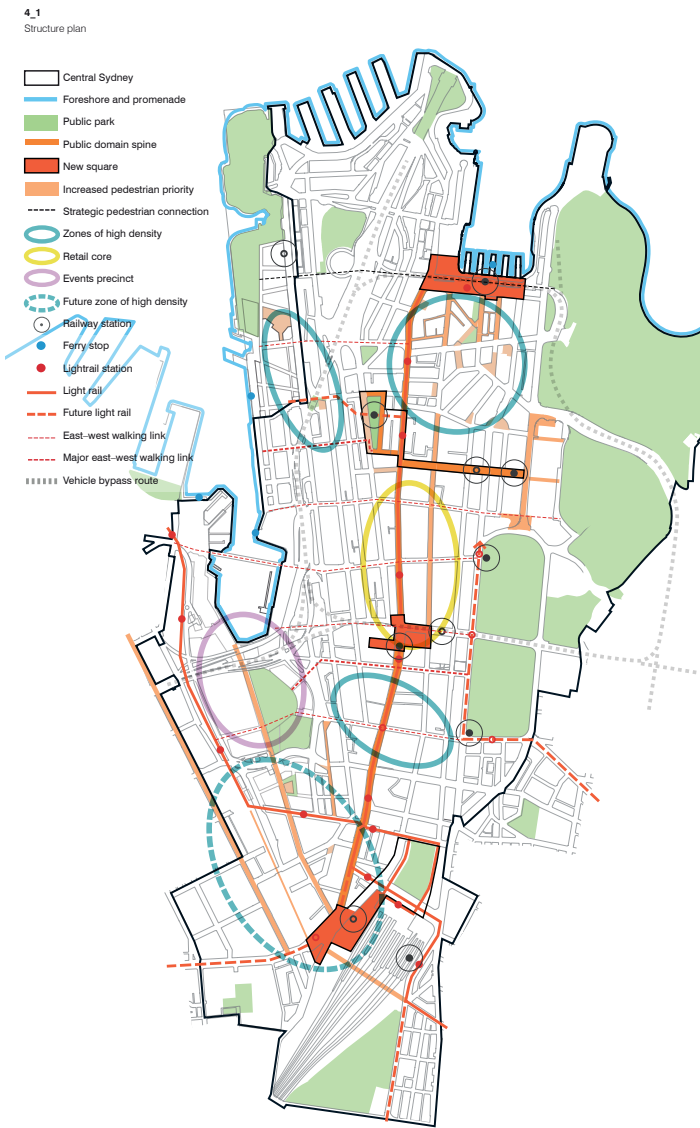 4_1
Structure plan
Central Sydney
Foreshore and promenade
Public park
Public domain spine
New square
Increased pedestrian priority
Strategic pedestrian connection
Zones of high density
Retail core
Events precinct
Future zone of high density
Railway station
Ferry stop
Lightrail station
Light rail
Future light rail
East–west walking link
Major east–west walking link
Vehicle bypass route